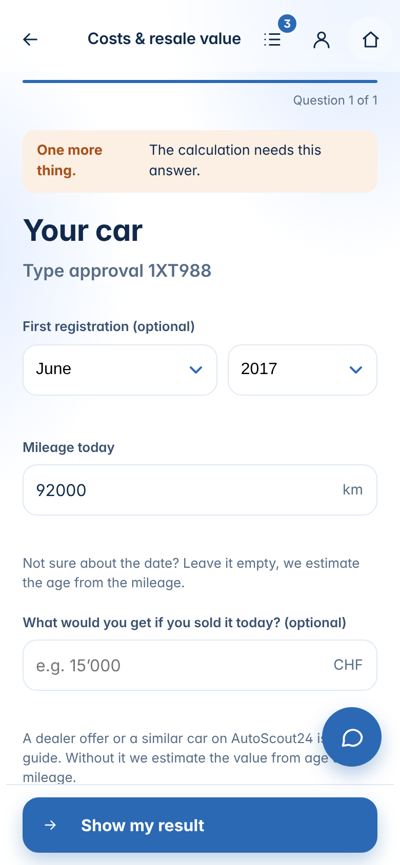 Costs & resale value
3
Question 1 of 1
One more thing.
The calculation needs this answer.
Your car
Type approval 1XT988
First registration (optional)
June
2017
Mileage today
92000
km
Not sure about the date? Leave it empty, we estimate
the age from the mileage.
What would you get if you sold it today? (optional)
e.g. 15’000
CHF
A dealer offer or a similar car on AutoScout24 is
guide. Without it we estimate the value from age
mileage.
Show my result